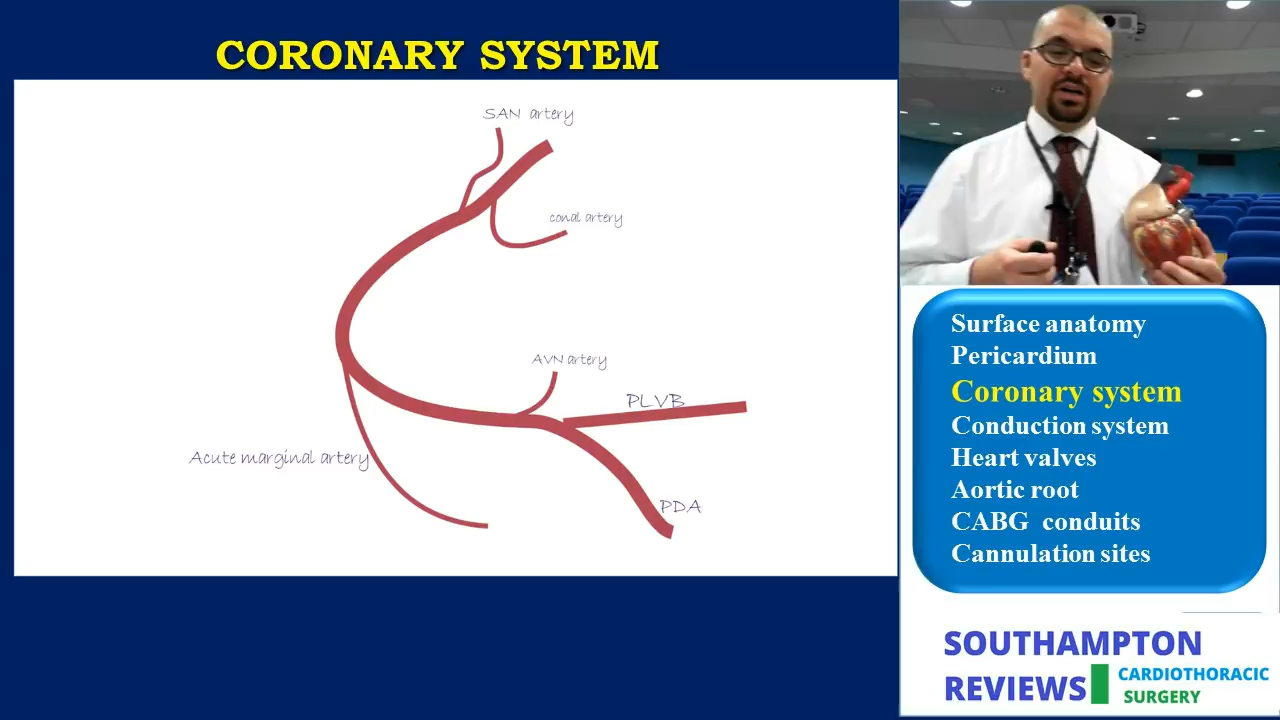 CORONARY SYSTEM
SAN artery
conal artery
AVN artery
PLVB
Acute marginal artery
PDA
Surface anatomy
Pericardium
Coronary system
Conduction system
Heart valves
Aortic root
CABG conduits
Cannulation sites
SOUTHAMPTON
REVIEWS
CARDIOTHORACIC
SURGERY